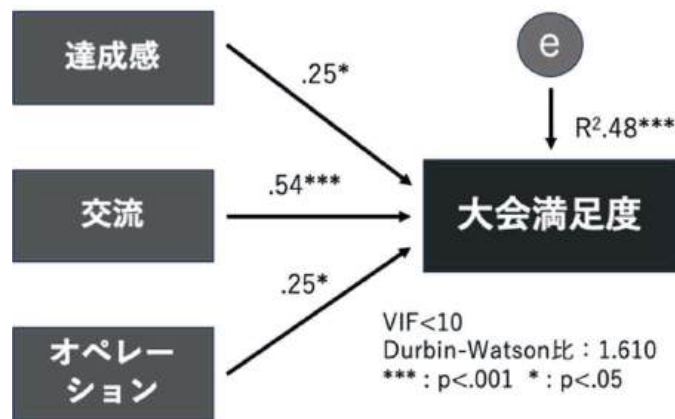 達成感
.25*
e
R².48***
交流
.54***
大会満足度
.25*
オペレー
ション
VIF<10
Durbin-Watson比：1.610
***：p<.001 *：p<.05